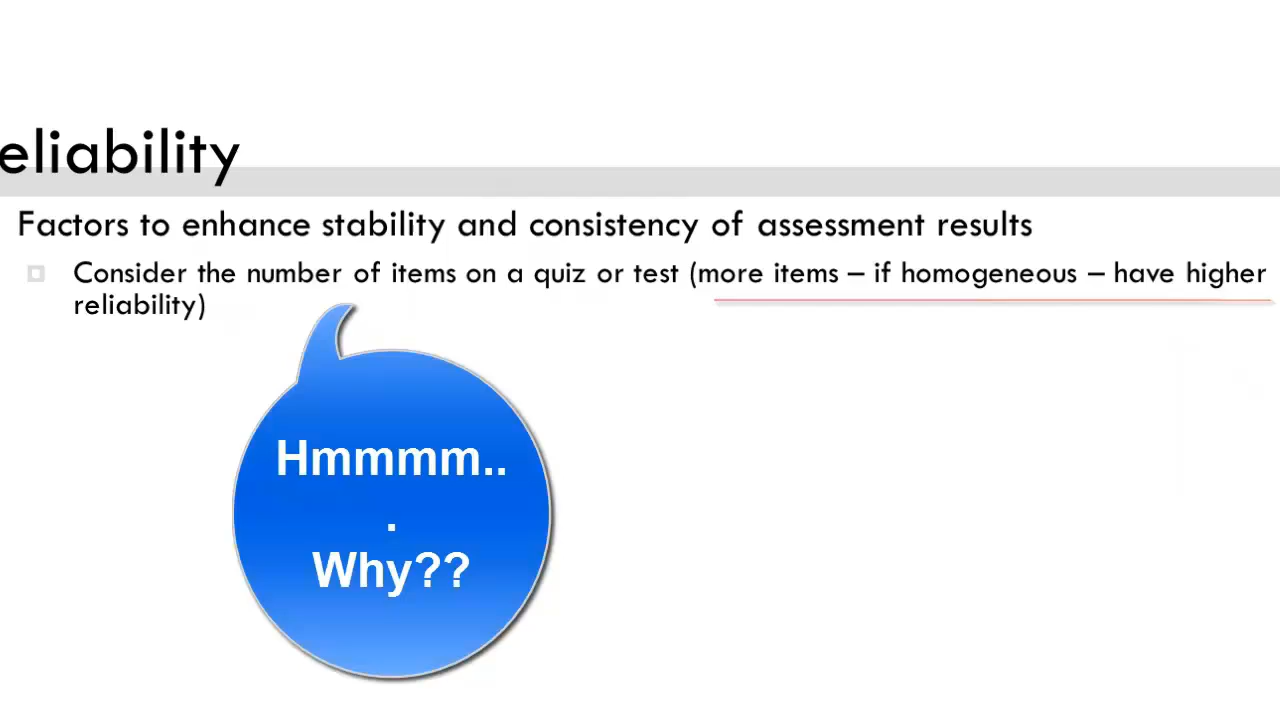 eliability
Factors to enhance stability and consistency of assessment results
Consider the number of items on a quiz or test (more items – if homogeneous – have higher
reliability)
Hmmmm..
.
Why??